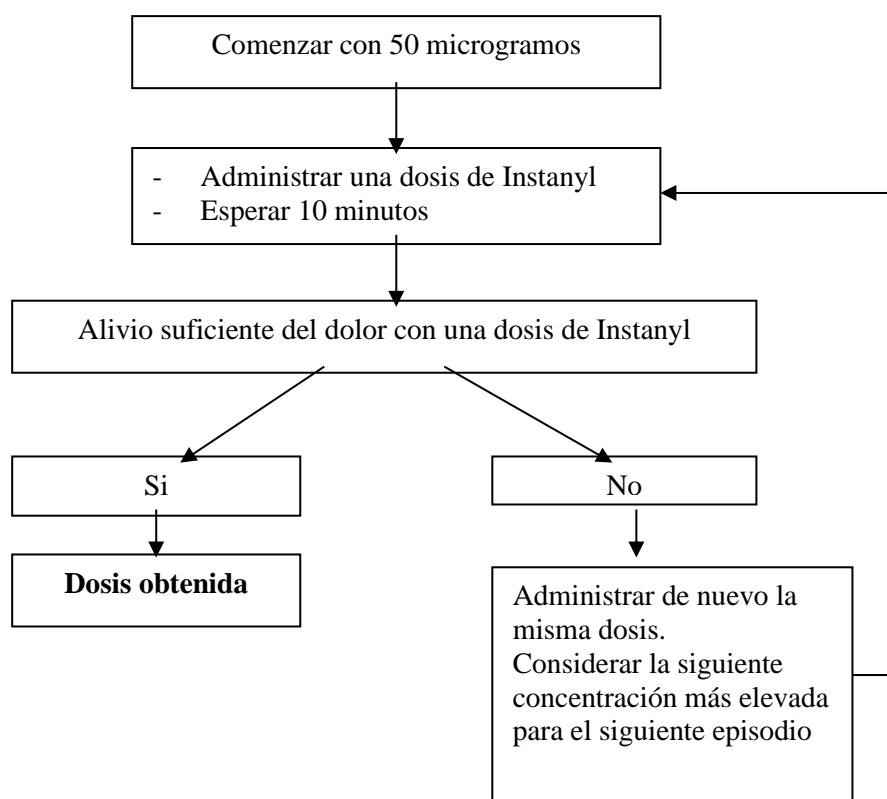 Comenzar con 50 microgramos
- Administrar una dosis de Instanyl
- Esperar 10 minutos
Alivio suficiente del dolor con una dosis de Instanyl
Si
No
Dosis obtenida
Administrar de nuevo la
misma dosis.
Considerar la siguiente
concentración más elevada
para el siguiente episodio